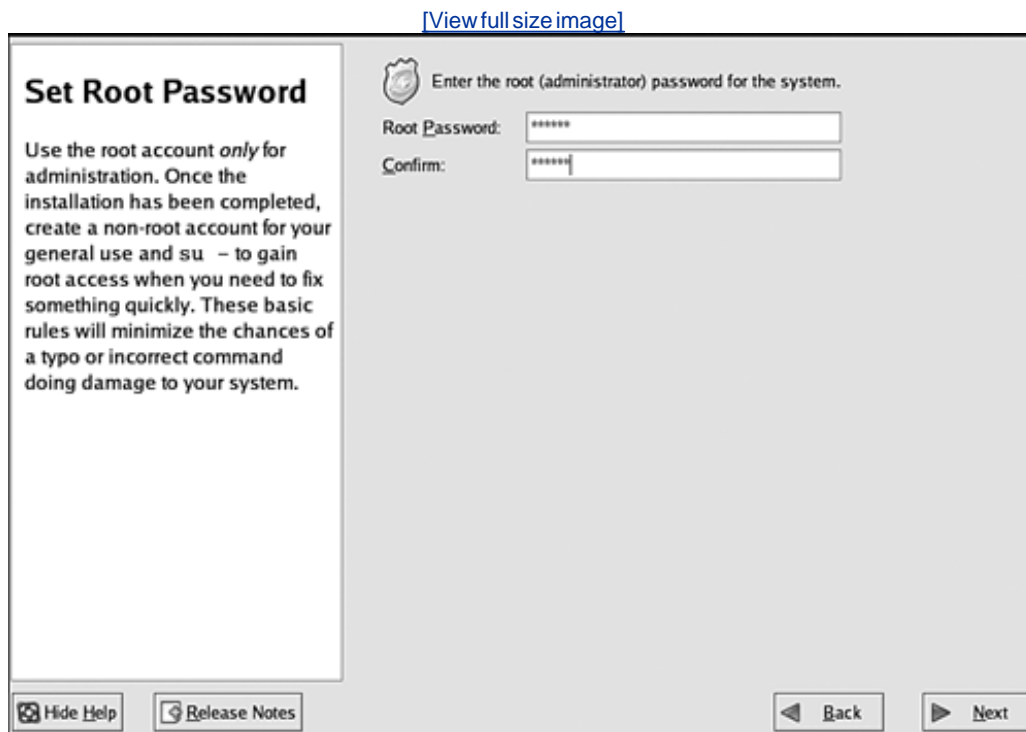 [View full size image]
Set Root Password
Use the root account only for
administration. Once the
installation has been completed,
create a non-root account for your
general use and su – to gain
root access when you need to fix
something quickly. These basic
rules will minimize the chances of
a typo or incorrect command
doing damage to your system.
Enter the root (administrator) password for the system.
Root Password: ******
Confirm: ******
Hide Help
Release Notes
Back
Next